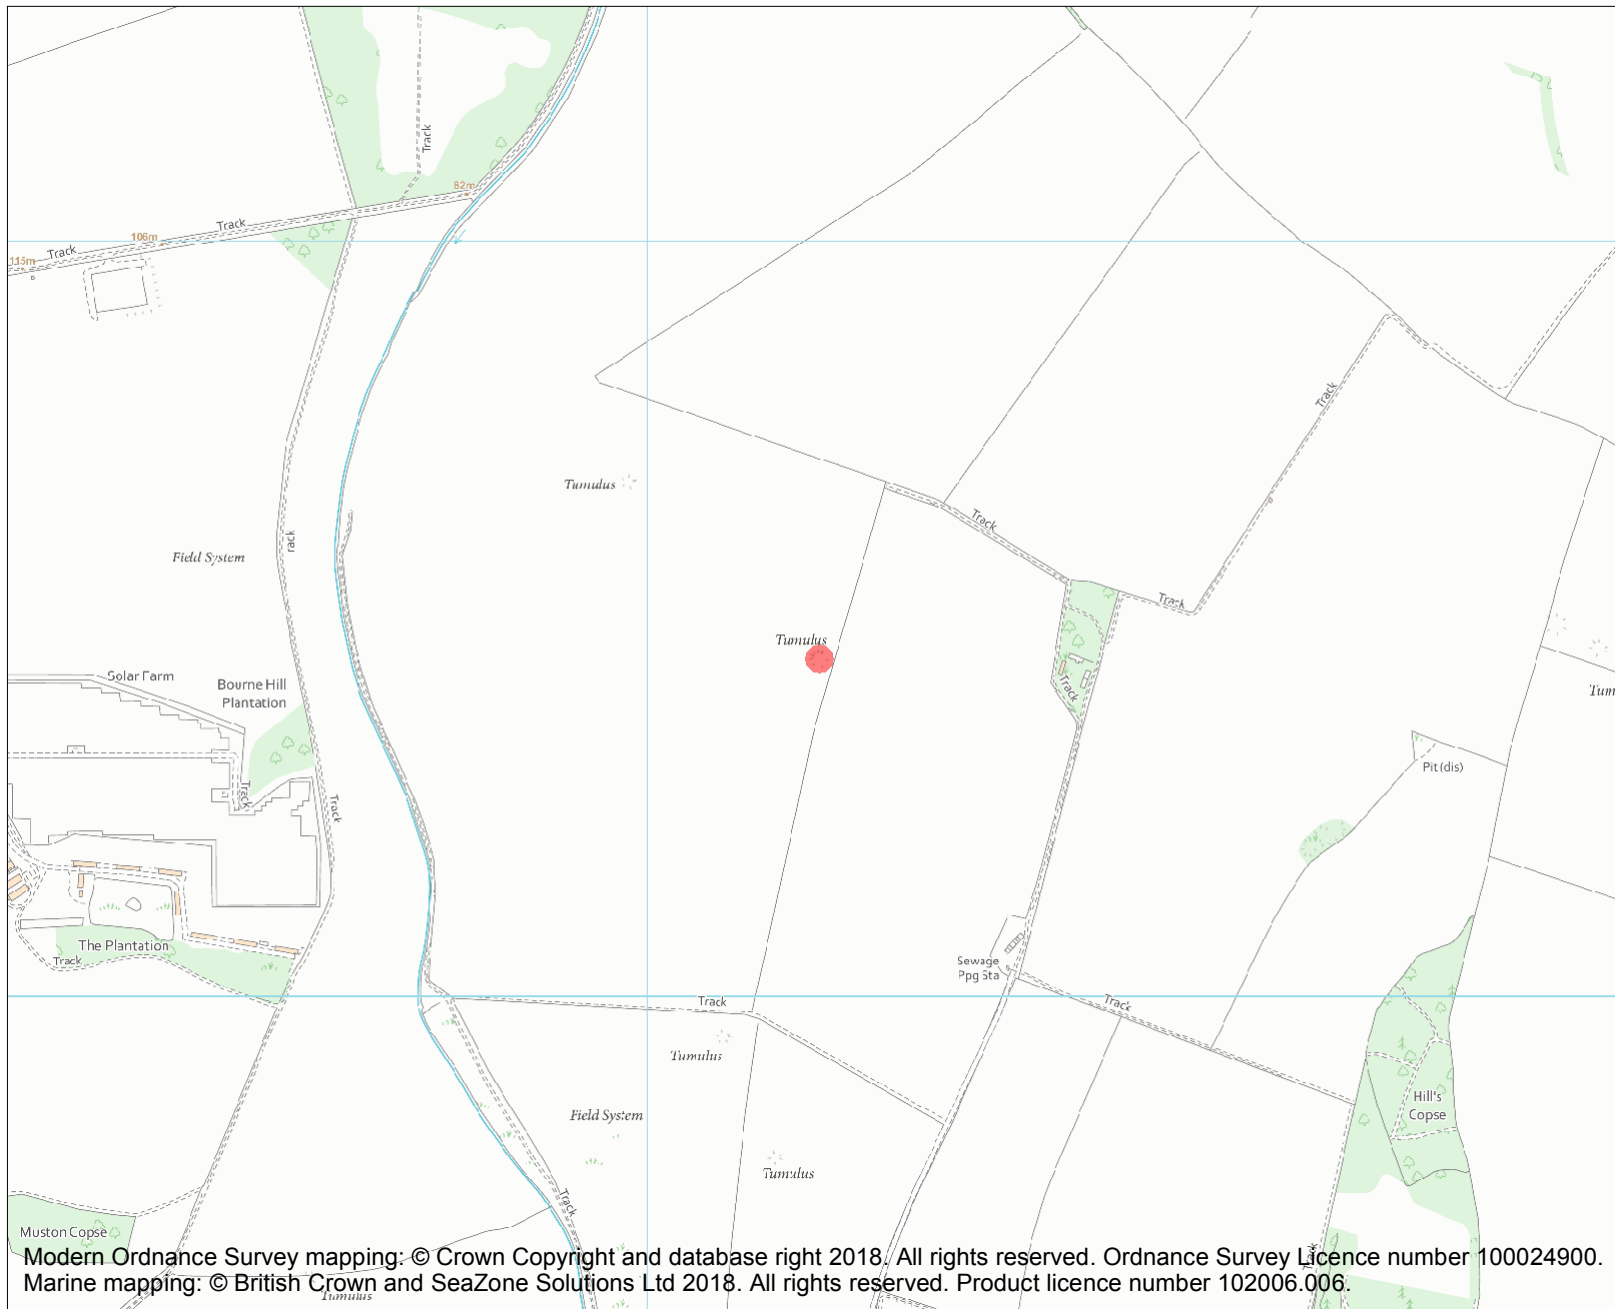 Track
82m
Track
106m
Track
115m
Tumulus
Track
Track
rack
Field System
Track
Tumulus
Solar Farm
Bourne Hill
Plantation
Track
Tum
Pit (dis)
Track
Track
The Plantation
Track
Sewage
Ppg Sta
Track
Track
Tumulus
Hill's
Copse
Field System
Tumulus
Track
Muston Copse
Track
Modern Ordnance Survey mapping: © Crown Copyright and database right 2018. All rights reserved. Ordnance Survey Licence number 100024900.
Marine mapping: © British Crown and SeaZone Solutions Ltd 2018. All rights reserved. Product licence number 102006.006.
Tumulus